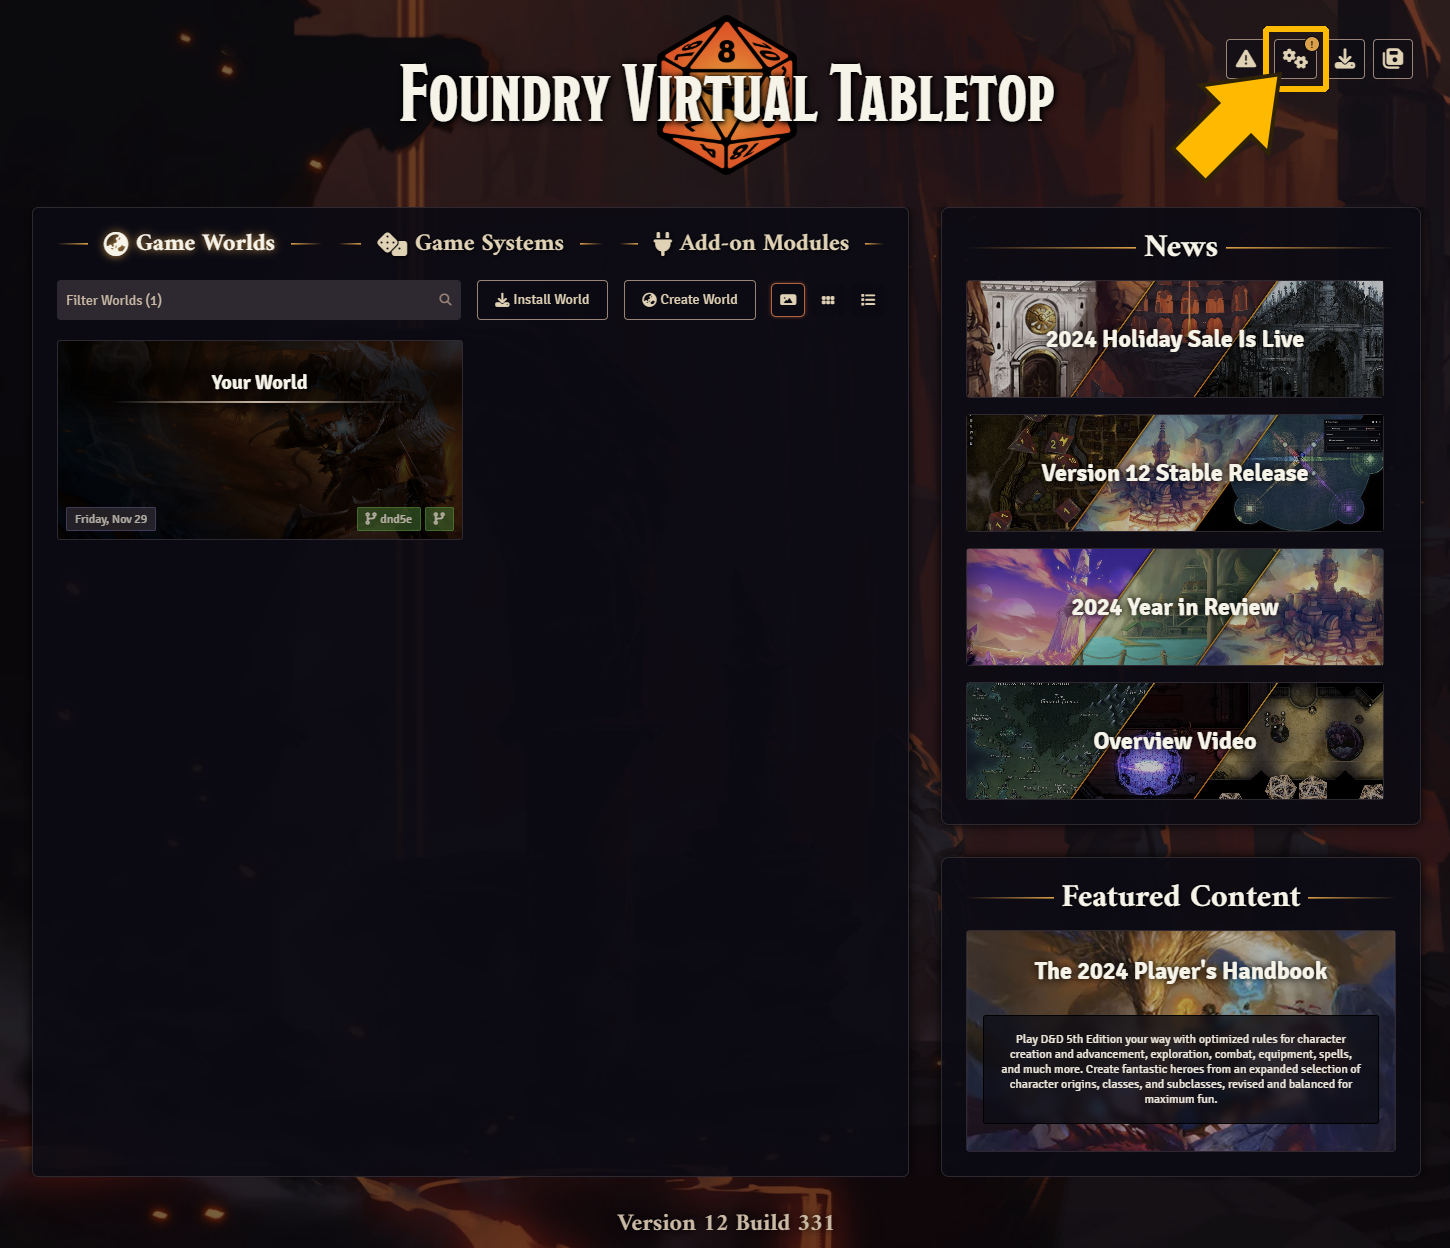 Foundry Virtual Tabletop
8
Game Worlds
Game Systems
Add-on Modules
Filter Worlds (1)
Install World
Create World
Your World
Friday, Nov 29
dnd5e
News
2024 Holiday Sale Is Live
Version 12 Stable Release
2024 Year in Review
Overview Video
Featured Content
The 2024 Player's Handbook
Play D&D 5th Edition your way with optimized rules for character
creation and advancement, exploration, combat, equipment, spells,
and much more. Create fantastic heroes from an expanded selection of
character origins, classes, and subclasses, revised and balanced for
maximum fun.
Version 12 Build 331